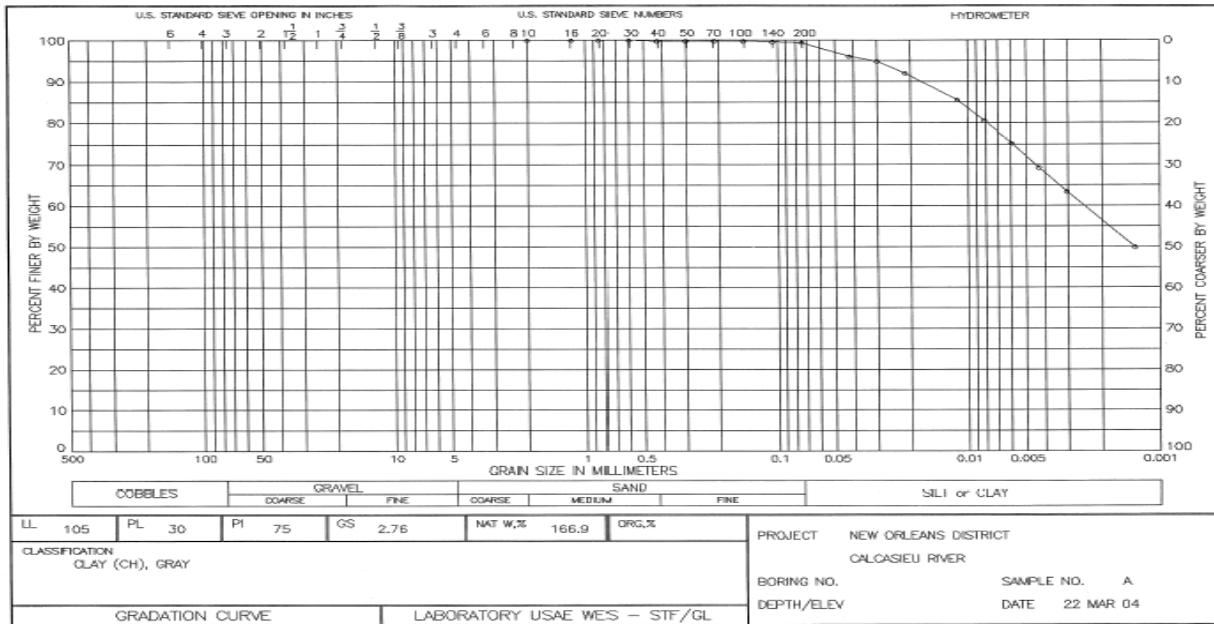 U.S. STANDARD SIEVE OPENING IN INCHES U.S. STANDARD SIEVE NUMBERS HYDROMETER
6 4 3 2 1 1/2 1 3/4 1/2 3/8 3 4 6 8 10 16 20 30 40 50 70 100 140 200
100 0
90 10
80 20
70 30
60 40
50 50
40 60
30 70
20 80
10 90
0 100
PERCENT FINER BY WEIGHT
PERCENT COARSER BY WEIGHT
500 100 50 10 5 1 0.5 0.1 0.05 0.01 0.005 0.001
GRAIN SIZE IN MILLIMETERS
COBBLES GRAVEL SAND SILT or CLAY
COARSE FINE COARSE MEDIUM FINE
LL 105 PL 30 PI 75 GS 2.76 NAT W,% 166.9 ORG,%
CLASSIFICATION
CLAY (CH), GRAY
GRADATION CURVE LABORATORY USAE WES – STF/GL
PROJECT NEW ORLEANS DISTRICT
CALCASIEU RIVER
BORING NO. SAMPLE NO. A
DEPTH/ELEV DATE 22 MAR 04